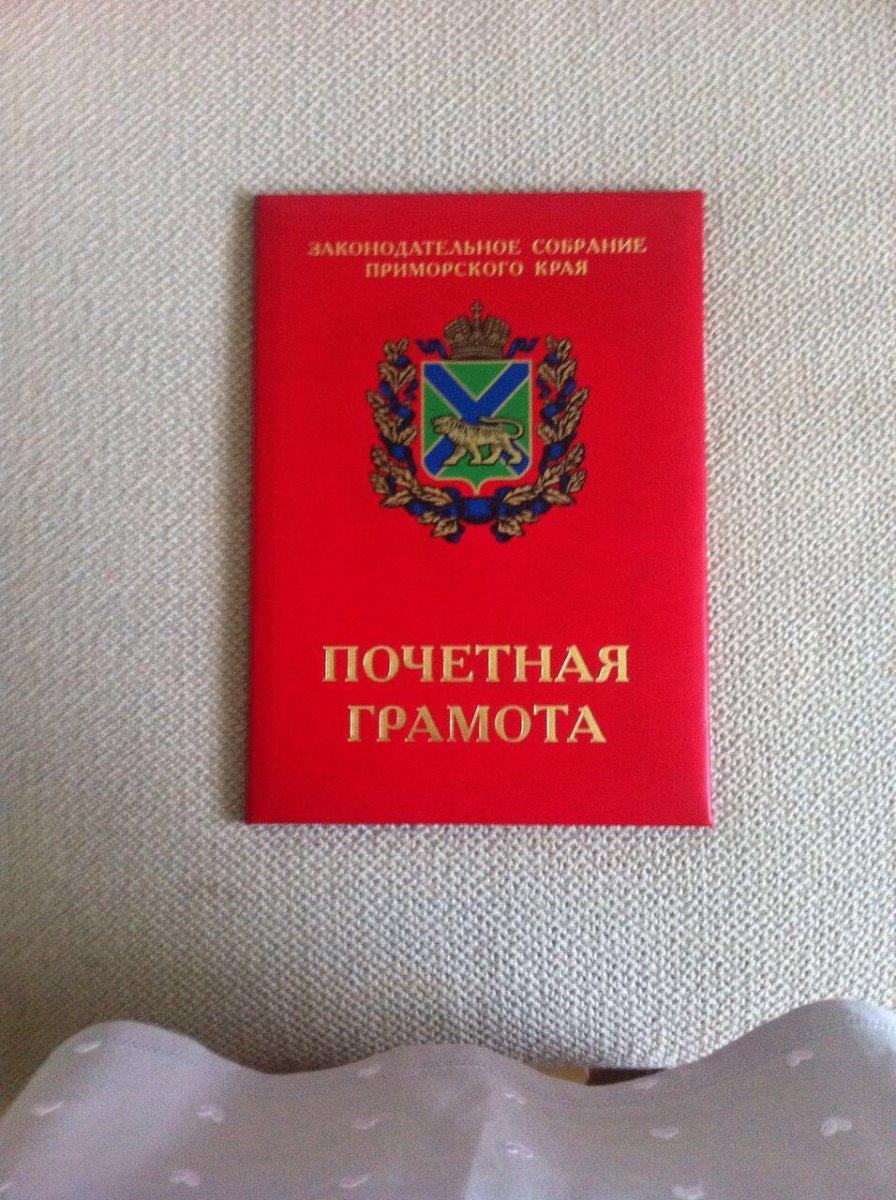 ЗАКОНОДАТЕЛЬНОЕ СОБРАНИЕ
ПРИМОРСКОГО КРАЯ
ПОЧЕТНАЯ
ГРАМОТА